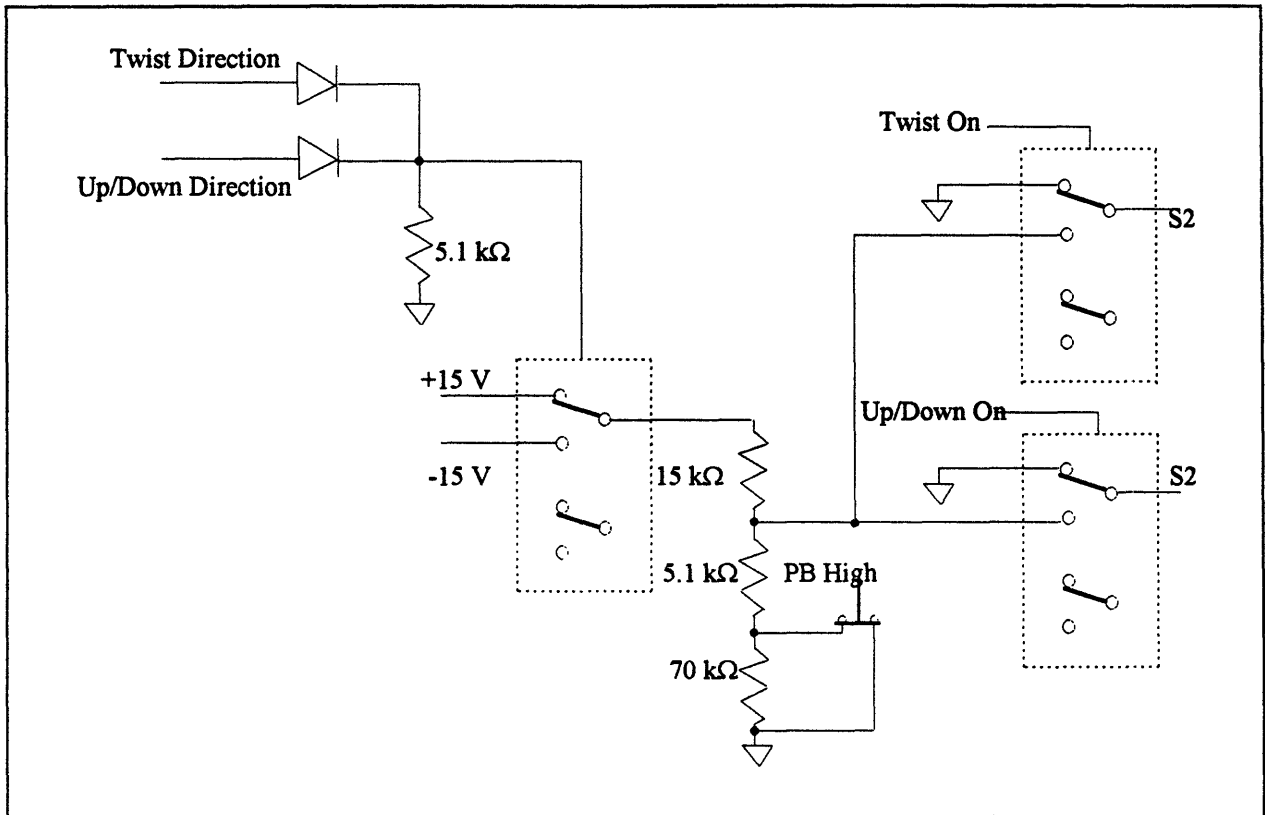 Twist Direction
Up/Down Direction
5.1 kΩ
Twist On
S2
+15 V
-15 V
15 kΩ
Up/Down On
S2
5.1 kΩ
PB High
70 kΩ